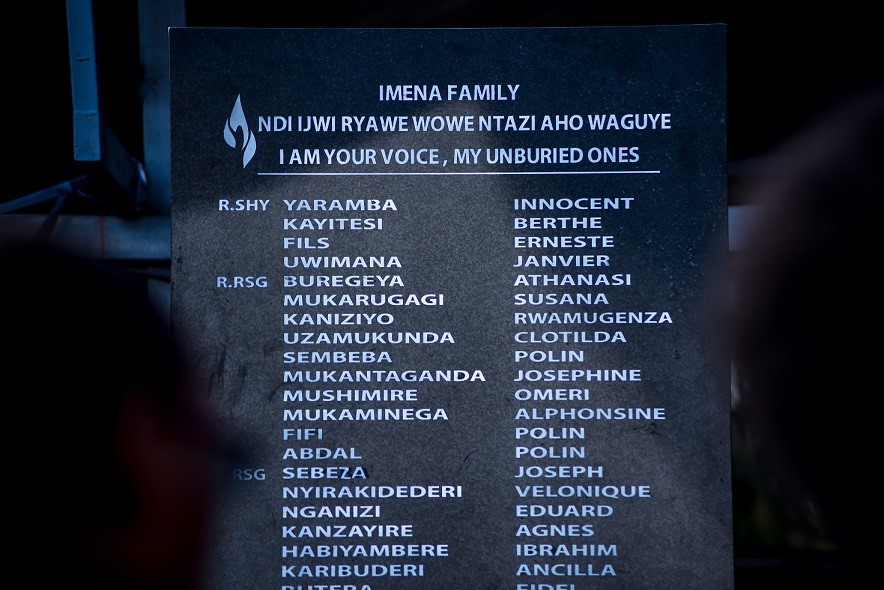 IMENA FAMILY
NDI IJWI RYAWE WOWE NTAZI AHO WAGUYE
I AM YOUR VOICE , MY UNBURIED ONES
R.SHY YARAMBA INNOCENT
KAYITESI BERTHE
FILS ERNESTE
UWIMANA JANVIER
R.RSG BUREGEYA ATHANASI
MUKARUGAGI SUSANA
KANIZIYO RWAMUGENZA
UZAMUKUNDA CLOTILDA
SEMBEBA POLIN
MUKANTAGANDA JOSEPHINE
MUSHIMIRE OMERI
MUKAMINEGA ALPHONSINE
FIFI POLIN
ABDAL POLIN
RSG SEBEZA JOSEPH
NYIRAKIDEDERI VELONIQUE
NGANIZI EDUARD
KANZAYIRE AGNES
HABIYAMBERE IBRAHIM
KARIBUDERI ANCILLA